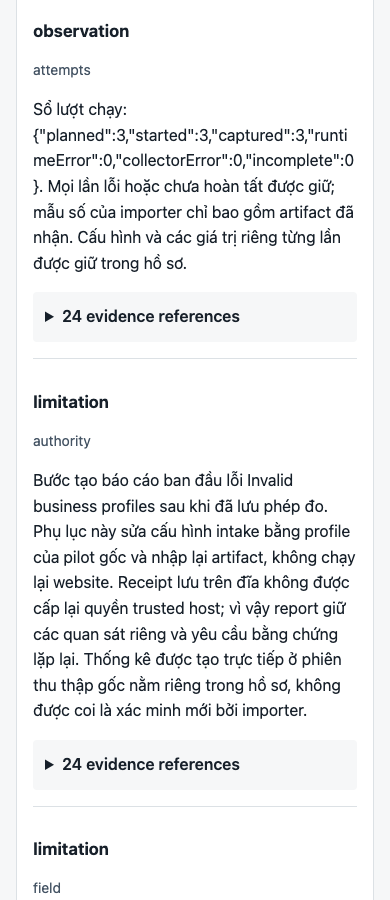 observation
attempts
Sổ lượt chạy:
{"planned":3,"started":3,"captured":3,"runti
meError":0,"collectorError":0,"incomplete":0
}. Mọi lần lỗi hoặc chưa hoàn tất được giữ;
mẫu số của importer chỉ bao gồm artifact đã
nhận. Cấu hình và các giá trị riêng từng lần
được giữ trong hồ sơ.
24 evidence references
limitation
authority
Bước tạo báo cáo ban đầu lỗi Invalid
business profiles sau khi đã lưu phép đo.
Phụ lục này sửa cấu hình intake bằng profile
của pilot gốc và nhập lại artifact, không chạy
lại website. Receipt lưu trên đĩa không được
cấp lại quyền trusted host; vì vậy report giữ
các quan sát riêng và yêu cầu bằng chứng
lặp lại. Thống kê được tạo trực tiếp ở phiên
thu thập gốc nằm riêng trong hồ sơ, không
được coi là xác minh mới bởi importer.
24 evidence references
limitation
field